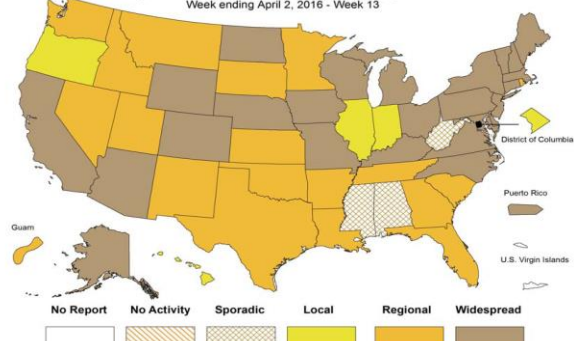 Week ending April 2, 2016 - Week 13
District of Columbia
Puerto Rico
Guam
U.S. Virgin Islands
No Report No Activity Sporadic Local Regional Widespread